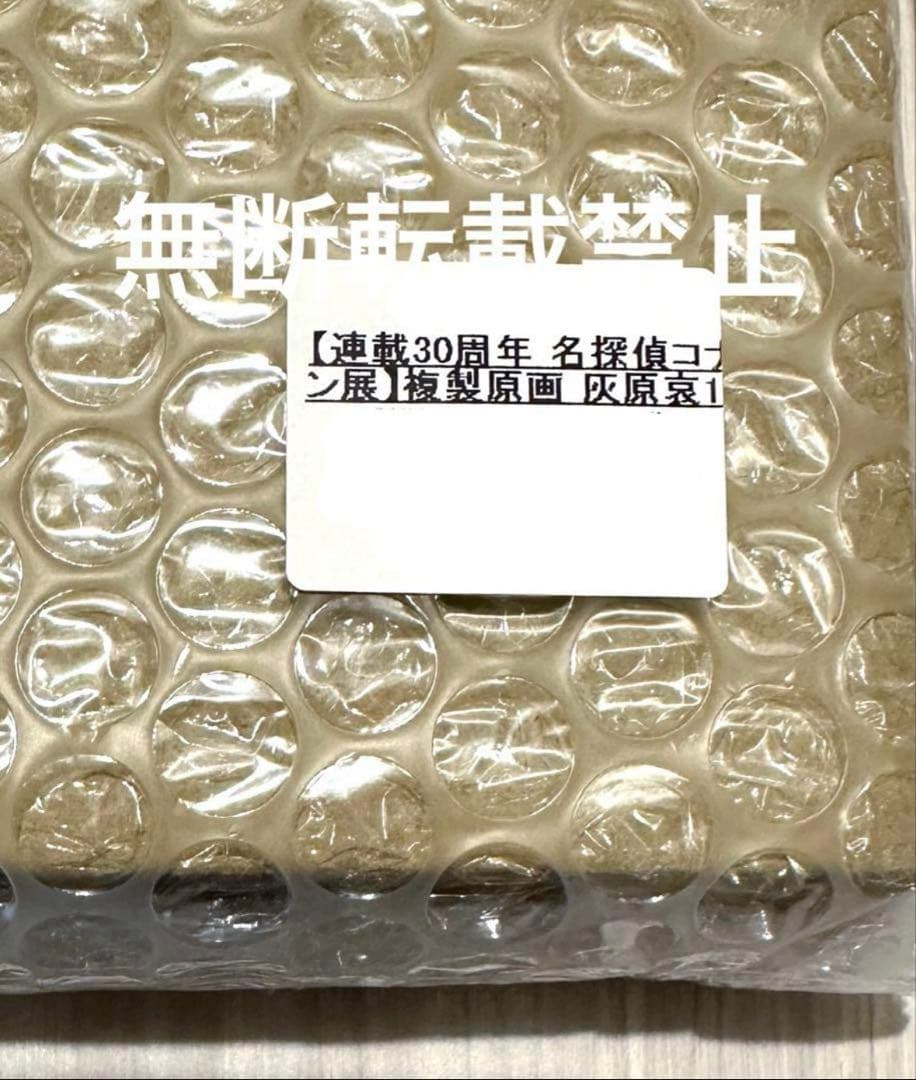 無断転載禁止
【連載30周年 名探偵コナ
ン展】複製原画 灰原哀1